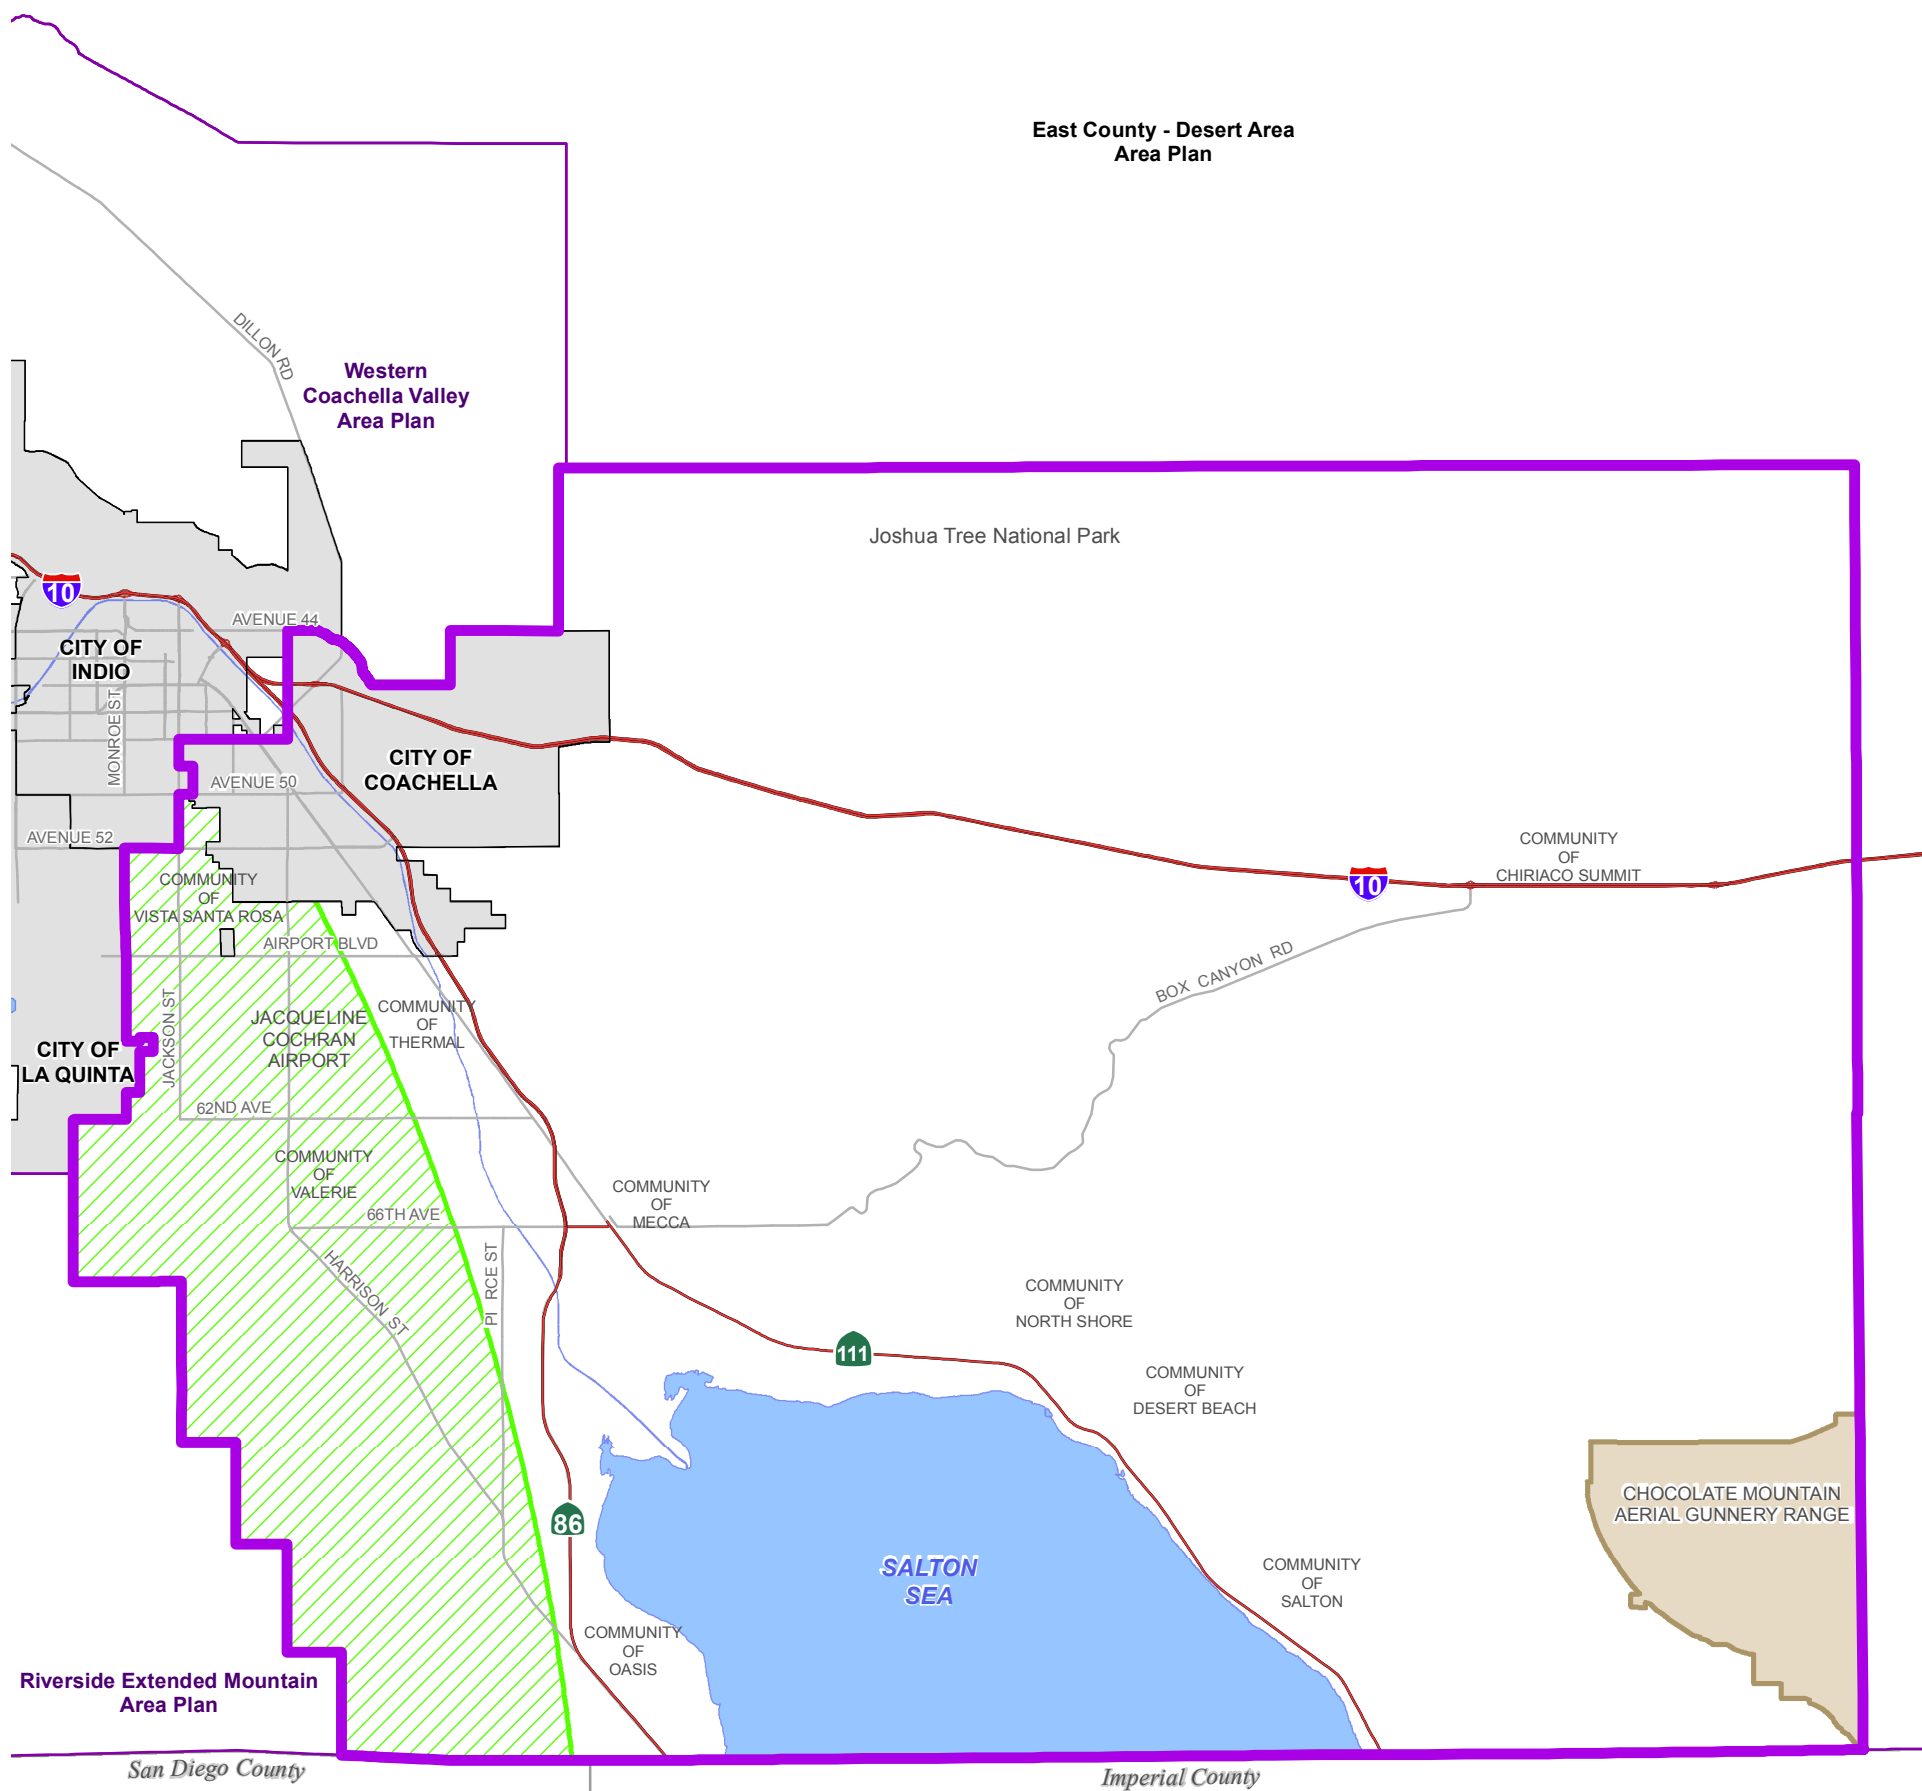 East County - Desert Area
Area Plan
DILLON RD
Western
Coachella Valley
Area Plan
Joshua Tree National Park
10
AVENUE 44
CITY OF
INDIO
MONROE ST
CITY OF
COACHELLA
AVENUE 50
AVENUE 52
COMMUNITY
OF
CHIRIACO SUMMIT
10
COMMUNITY
OF
VISTA SANTA ROSA
AIRPORT BLVD
BOX CANYON RD
JACKSON ST
COMMUNITY
OF
THERMAL
JACQUELINE
COCHRAN
AIRPORT
CITY OF
LA QUINTA
62ND AVE
COMMUNITY
OF
VALERIE
COMMUNITY
OF
MECCA
66TH AVE
HARRISON ST
PI RCE ST
COMMUNITY
OF
NORTH SHORE
111
COMMUNITY
OF
DESERT BEACH
CHOCOLATE MOUNTAIN
AERIAL GUNNERY RANGE
86
SALTON
SEA
COMMUNITY
OF
SALTON
COMMUNITY
OF
OASIS
Riverside Extended Mountain
Area Plan
San Diego County
Imperial County